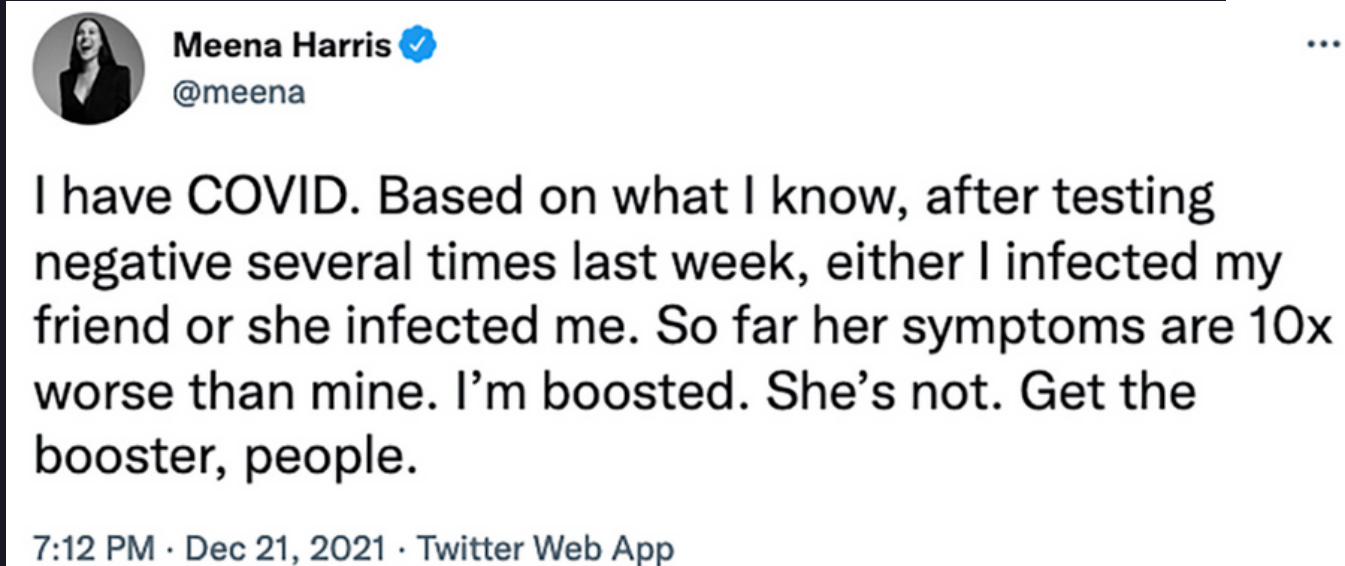 Meena Harris
@meena
I have COVID. Based on what I know, after testing
negative several times last week, either I infected my
friend or she infected me. So far her symptoms are 10x
worse than mine. I’m boosted. She’s not. Get the
booster, people.
7:12 PM · Dec 21, 2021 · Twitter Web App